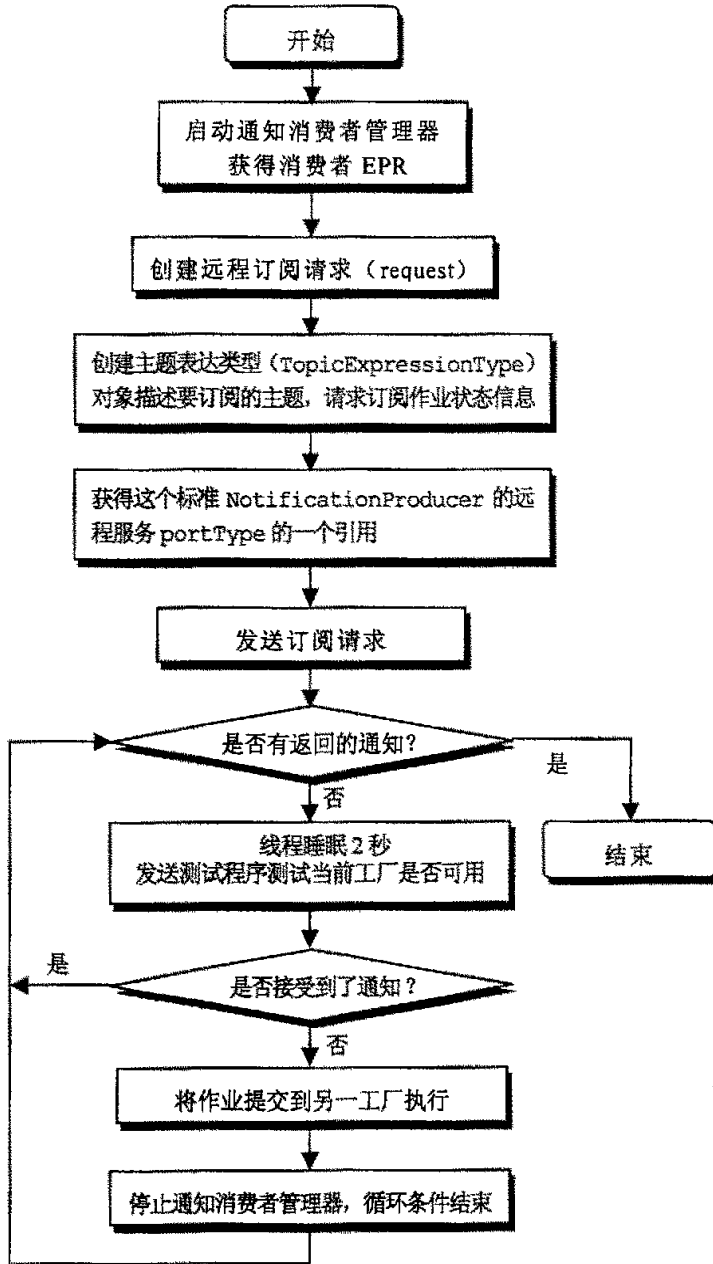 开始
启动通知消费者管理器
获得消费者 EPR
创建远程订阅请求（request）
创建主题表达类型（TopicExpressionType）
对象描述要订阅的主题，请求订阅作业状态信息
获得这个标准 NotificationProducer 的远
程服务 portType 的一个引用
发送订阅请求
是否有返回的通知？
是
否
线程睡眠 2 秒
发送测试程序测试当前工厂是否可用
结束
是
是否接受到了通知？
否
将作业提交到另一工厂执行
停止通知消费者管理器，循环条件结束